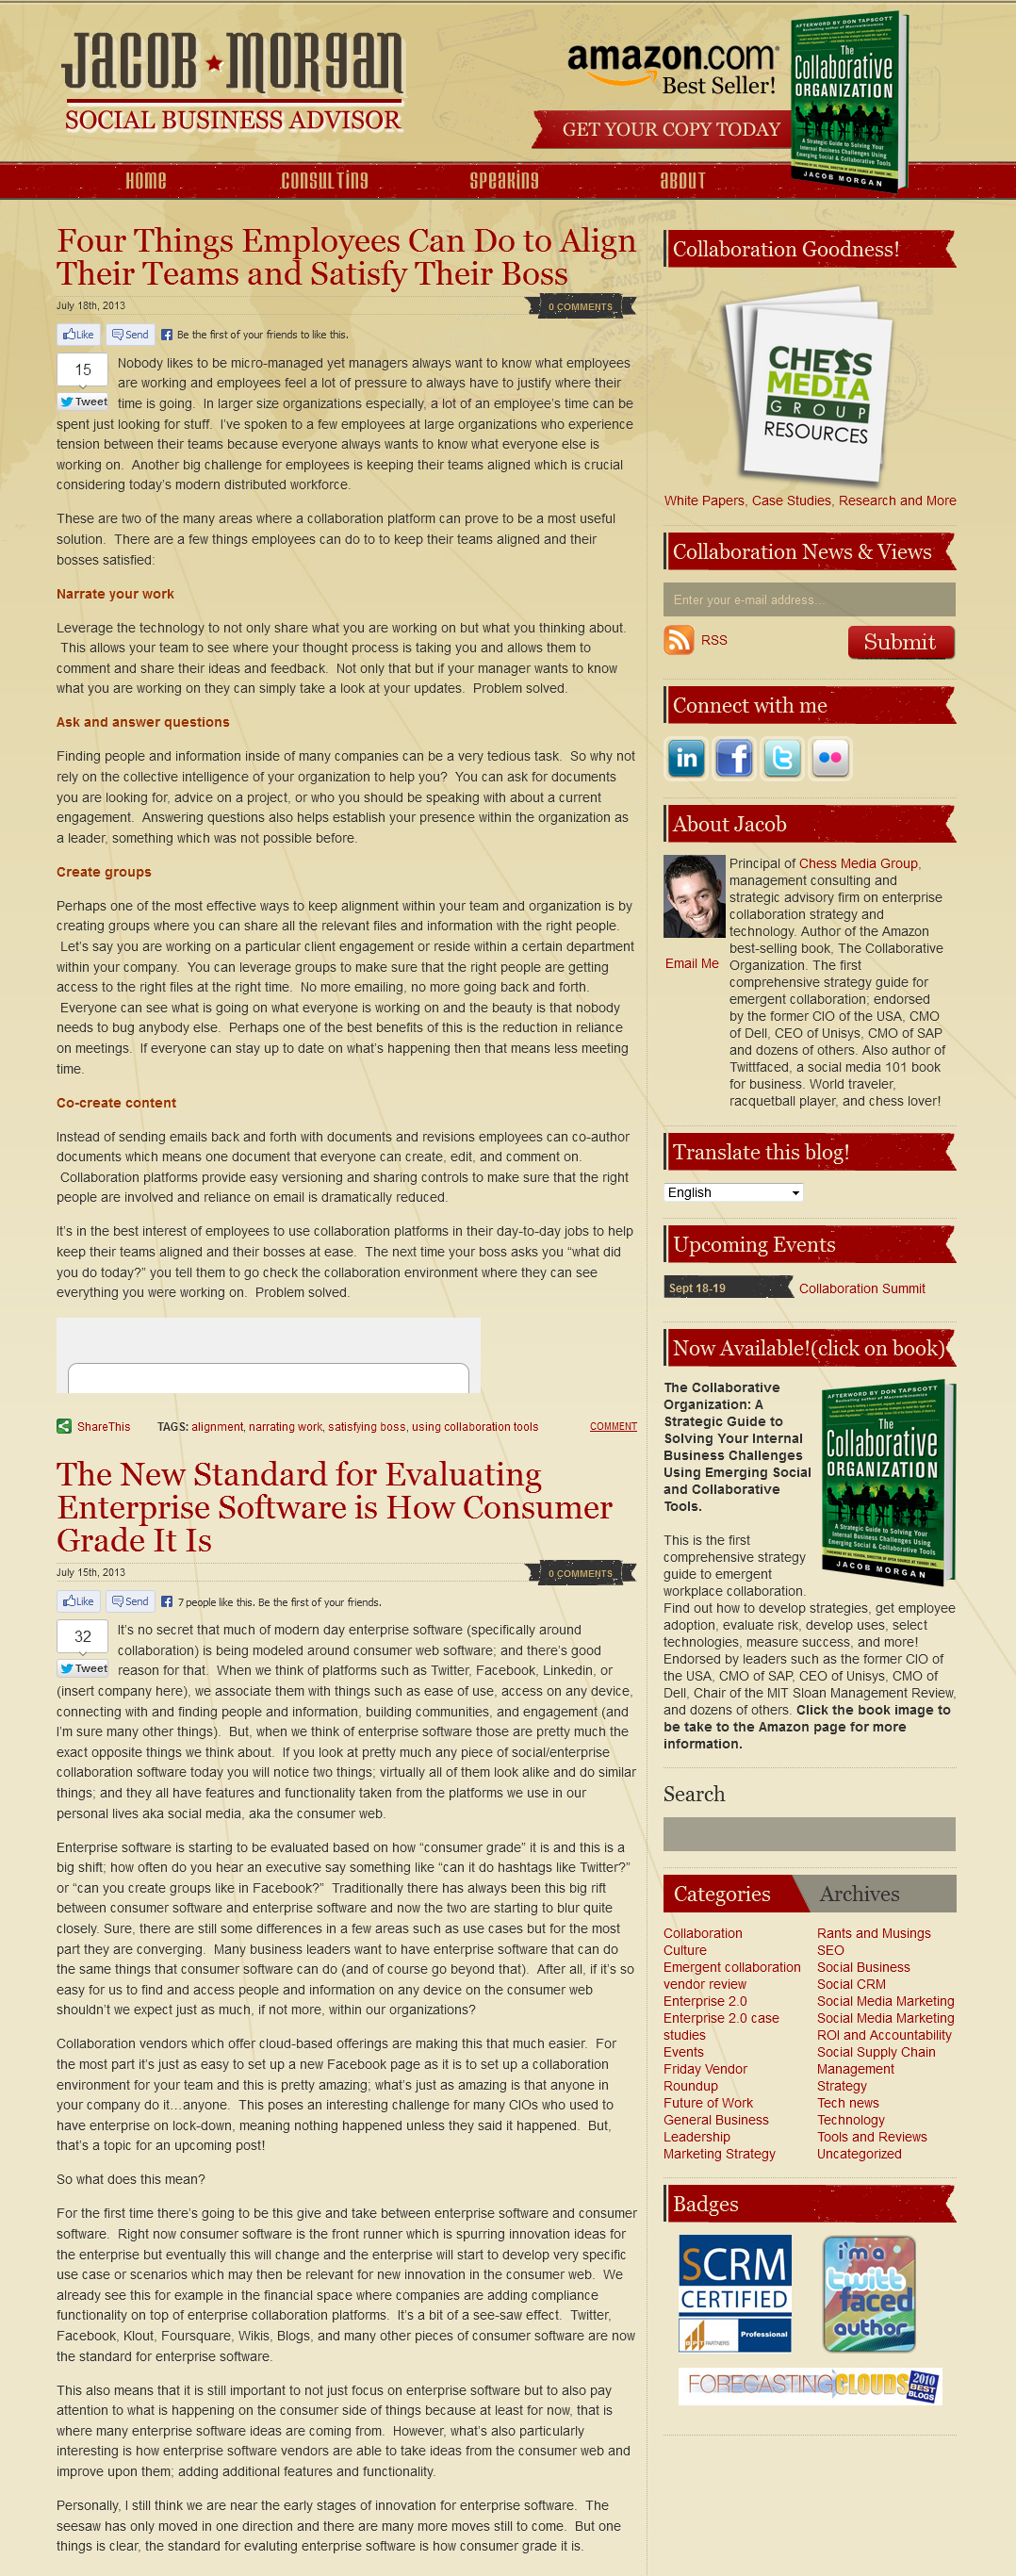 JACOB MORGAN
SOCIAL BUSINESS ADVISOR
amazon.com
Best Seller!
GET YOUR COPY TODAY
AFTERWORD BY DON TAPSCOTT
The
Collaborative
ORGANIZATION
A Strategic Guide to Solving Your
Internal Business Challenges Using
Emerging Social & Collaborative Tools
JACOB MORGAN
HOME
CONSULTING
SPEAKING
ABOUT
Four Things Employees Can Do to Align
Their Teams and Satisfy Their Boss
July 18th, 2013
0 COMMENTS
Like
Send
Be the first of your friends to like this.
15
Tweet
Nobody likes to be micro-managed yet managers always want to know what employees
are working and employees feel a lot of pressure to always have to justify where their
time is going.  In larger size organizations especially, a lot of an employee's time can be
spent just looking for stuff.  I've spoken to a few employees at large organizations who experience
tension between their teams because everyone always wants to know what everyone else is
working on.  Another big challenge for employees is keeping their teams aligned which is crucial
considering today's modern distributed workforce.
These are two of the many areas where a collaboration platform can prove to be a most useful
solution.  There are a few things employees can do to to keep their teams aligned and their
bosses satisfied:
Narrate your work
Leverage the technology to not only share what you are working on but what you thinking about.
This allows your team to see where your thought process is taking you and allows them to
comment and share their ideas and feedback.  Not only that but if your manager wants to know
what you are working on they can simply take a look at your updates.  Problem solved.
Ask and answer questions
Finding people and information inside of many companies can be a very tedious task.  So why not
rely on the collective intelligence of your organization to help you?  You can ask for documents
you are looking for, advice on a project, or who you should be speaking with about a current
engagement.  Answering questions also helps establish your presence within the organization as
a leader, something which was not possible before.
Create groups
Perhaps one of the most effective ways to keep alignment within your team and organization is by
creating groups where you can share all the relevant files and information with the right people.
Let's say you are working on a particular client engagement or reside within a certain department
within your company.  You can leverage groups to make sure that the right people are getting
access to the right files at the right time.  No more emailing, no more going back and forth.
Everyone can see what is going on what everyone is working on and the beauty is that nobody
needs to bug anybody else.  Perhaps one of the best benefits of this is the reduction in reliance
on meetings.  If everyone can stay up to date on what's happening then that means less meeting
time.
Co-create content
Instead of sending emails back and forth with documents and revisions employees can co-author
documents which means one document that everyone can create, edit, and comment on.
Collaboration platforms provide easy versioning and sharing controls to make sure that the right
people are involved and reliance on email is dramatically reduced.
It's in the best interest of employees to use collaboration platforms in their day-to-day jobs to help
keep their teams aligned and their bosses at ease.  The next time your boss asks you “what did
you do today?” you tell them to go check the collaboration environment where they can see
everything you were working on.  Problem solved.
ShareThis
TAGS: alignment, narrating work, satisfying boss, using collaboration tools
COMMENT
The New Standard for Evaluating
Enterprise Software is How Consumer
Grade It Is
July 15th, 2013
0 COMMENTS
Like
Send
7 people like this. Be the first of your friends.
32
Tweet
It's no secret that much of modern day enterprise software (specifically around
collaboration) is being modeled around consumer web software; and there's good
reason for that.  When we think of platforms such as Twitter, Facebook, Linkedin, or
(insert company here), we associate them with things such as ease of use, access on any device,
connecting with and finding people and information, building communities, and engagement (and
I'm sure many other things).  But, when we think of enterprise software those are pretty much the
exact opposite things we think about.  If you look at pretty much any piece of social/enterprise
collaboration software today you will notice two things; virtually all of them look alike and do similar
things; and they all have features and functionality taken from the platforms we use in our
personal lives aka social media, aka the consumer web.
Enterprise software is starting to be evaluated based on how “consumer grade” it is and this is a
big shift; how often do you hear an executive say something like “can it do hashtags like Twitter?”
or “can you create groups like in Facebook?”  Traditionally there has always been this big rift
between consumer software and enterprise software and now the two are starting to blur quite
closely. Sure, there are still some differences in a few areas such as use cases but for the most
part they are converging.  Many business leaders want to have enterprise software that can do
the same things that consumer software can do (and of course go beyond that).  After all, if it's so
easy for us to find and access people and information on any device on the consumer web
shouldn't we expect just as much, if not more, within our organizations?
Collaboration vendors which offer cloud-based offerings are making this that much easier.  For
the most part it's just as easy to set up a new Facebook page as it is to set up a collaboration
environment for your team and this is pretty amazing; what's just as amazing is that anyone in
your company do it…anyone.  This poses an interesting challenge for many CIOs who used to
have enterprise on lock-down, meaning nothing happened unless they said it happened.  But,
that's a topic for an upcoming post!
So what does this mean?
For the first time there's going to be this give and take between enterprise software and consumer
software.  Right now consumer software is the front runner which is spurring innovation ideas for
the enterprise but eventually this will change and the enterprise will start to develop very specific
use case or scenarios which may then be relevant for new innovation in the consumer web.  We
already see this for example in the financial space where companies are adding compliance
functionality on top of enterprise collaboration platforms.  It's a bit of a see-saw effect.  Twitter,
Facebook, Klout, Foursquare, Wikis, Blogs, and many other pieces of consumer software are now
the standard for enterprise software.
This also means that it is still important to not just focus on enterprise software but to also pay
attention to what is happening on the consumer side of things because at least for now, that is
where many enterprise software ideas are coming from.  However, what's also particularly
interesting is how enterprise software vendors are able to take ideas from the consumer web and
improve upon them; adding additional features and functionality.
Personally, I still think we are near the early stages of innovation for enterprise software.  The
seesaw has only moved in one direction and there are many more moves still to come.  But one
things is clear, the standard for evaluting enterprise software is how consumer grade it is.
Collaboration Goodness!
CHESS
MEDIA
GROUP
RESOURCES
White Papers, Case Studies, Research and More
Collaboration News & Views
Enter your e-mail address...
RSS
Submit
Connect with me
in
f
t
About Jacob
Email Me
Principal of Chess Media Group,
management consulting and
strategic advisory firm on enterprise
collaboration strategy and
technology. Author of the Amazon
best-selling book, The Collaborative
Organization. The first
comprehensive strategy guide for
emergent collaboration; endorsed
by the former CIO of the USA, CMO
of Dell, CEO of Unisys, CMO of SAP
and dozens of others. Also author of
Twittfaced, a social media 101 book
for business. World traveler,
racquetball player, and chess lover!
Translate this blog!
English
Upcoming Events
Sept 18-19
Collaboration Summit
Now Available!(click on book)
The Collaborative
Organization: A
Strategic Guide to
Solving Your Internal
Business Challenges
Using Emerging Social
and Collaborative
Tools.
AFTERWORD BY DON TAPSCOTT
The
Collaborative
ORGANIZATION
A Strategic Guide to Solving Your
Internal Business Challenges Using
Emerging Social & Collaborative Tools
JACOB MORGAN
This is the first
comprehensive strategy
guide to emergent
workplace collaboration.
Find out how to develop strategies, get employee
adoption, evaluate risk, develop uses, select
technologies, measure success, and more!
Endorsed by leaders such as the former CIO of
the USA, CMO of SAP, CEO of Unisys, CMO of
Dell, Chair of the MIT Sloan Management Review,
and dozens of others. Click the book image to
be take to the Amazon page for more
information.
Search
Categories
Archives
Collaboration
Culture
Emergent collaboration
vendor review
Enterprise 2.0
Enterprise 2.0 case
studies
Events
Friday Vendor
Roundup
Future of Work
General Business
Leadership
Marketing Strategy
Rants and Musings
SEO
Social Business
Social CRM
Social Media Marketing
Social Media Marketing
ROI and Accountability
Social Supply Chain
Management
Strategy
Tech news
Technology
Tools and Reviews
Uncategorized
Badges
SCRM
CERTIFIED
PARTNERS
Professional
i'm a
twitt
faced
author
FORECASTING CLOUDS
2010
BEST
BLOGS